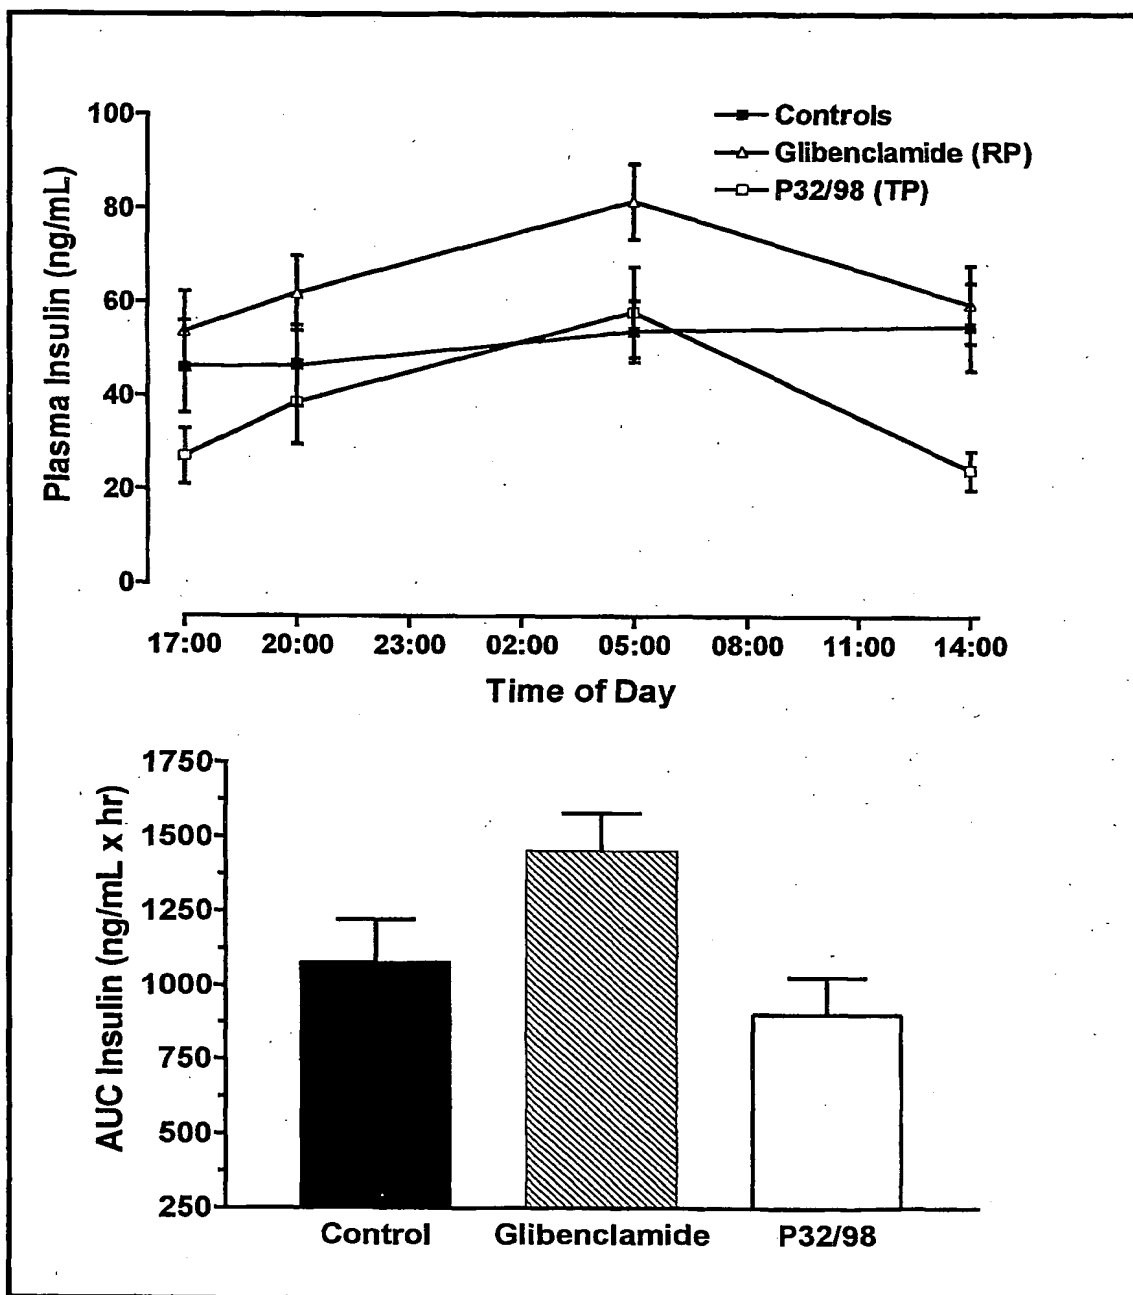 100
Controls
Glibenclamide (RP)
P32/98 (TP)
80
60
40
20
0
Plasma Insulin (ng/mL)
17:00 20:00 23:00 02:00 05:00 08:00 11:00 14:00
Time of Day
1750
1500
1250
1000
750
500
250
AUC Insulin (ng/mL x hr)
Control Glibenclamide P32/98